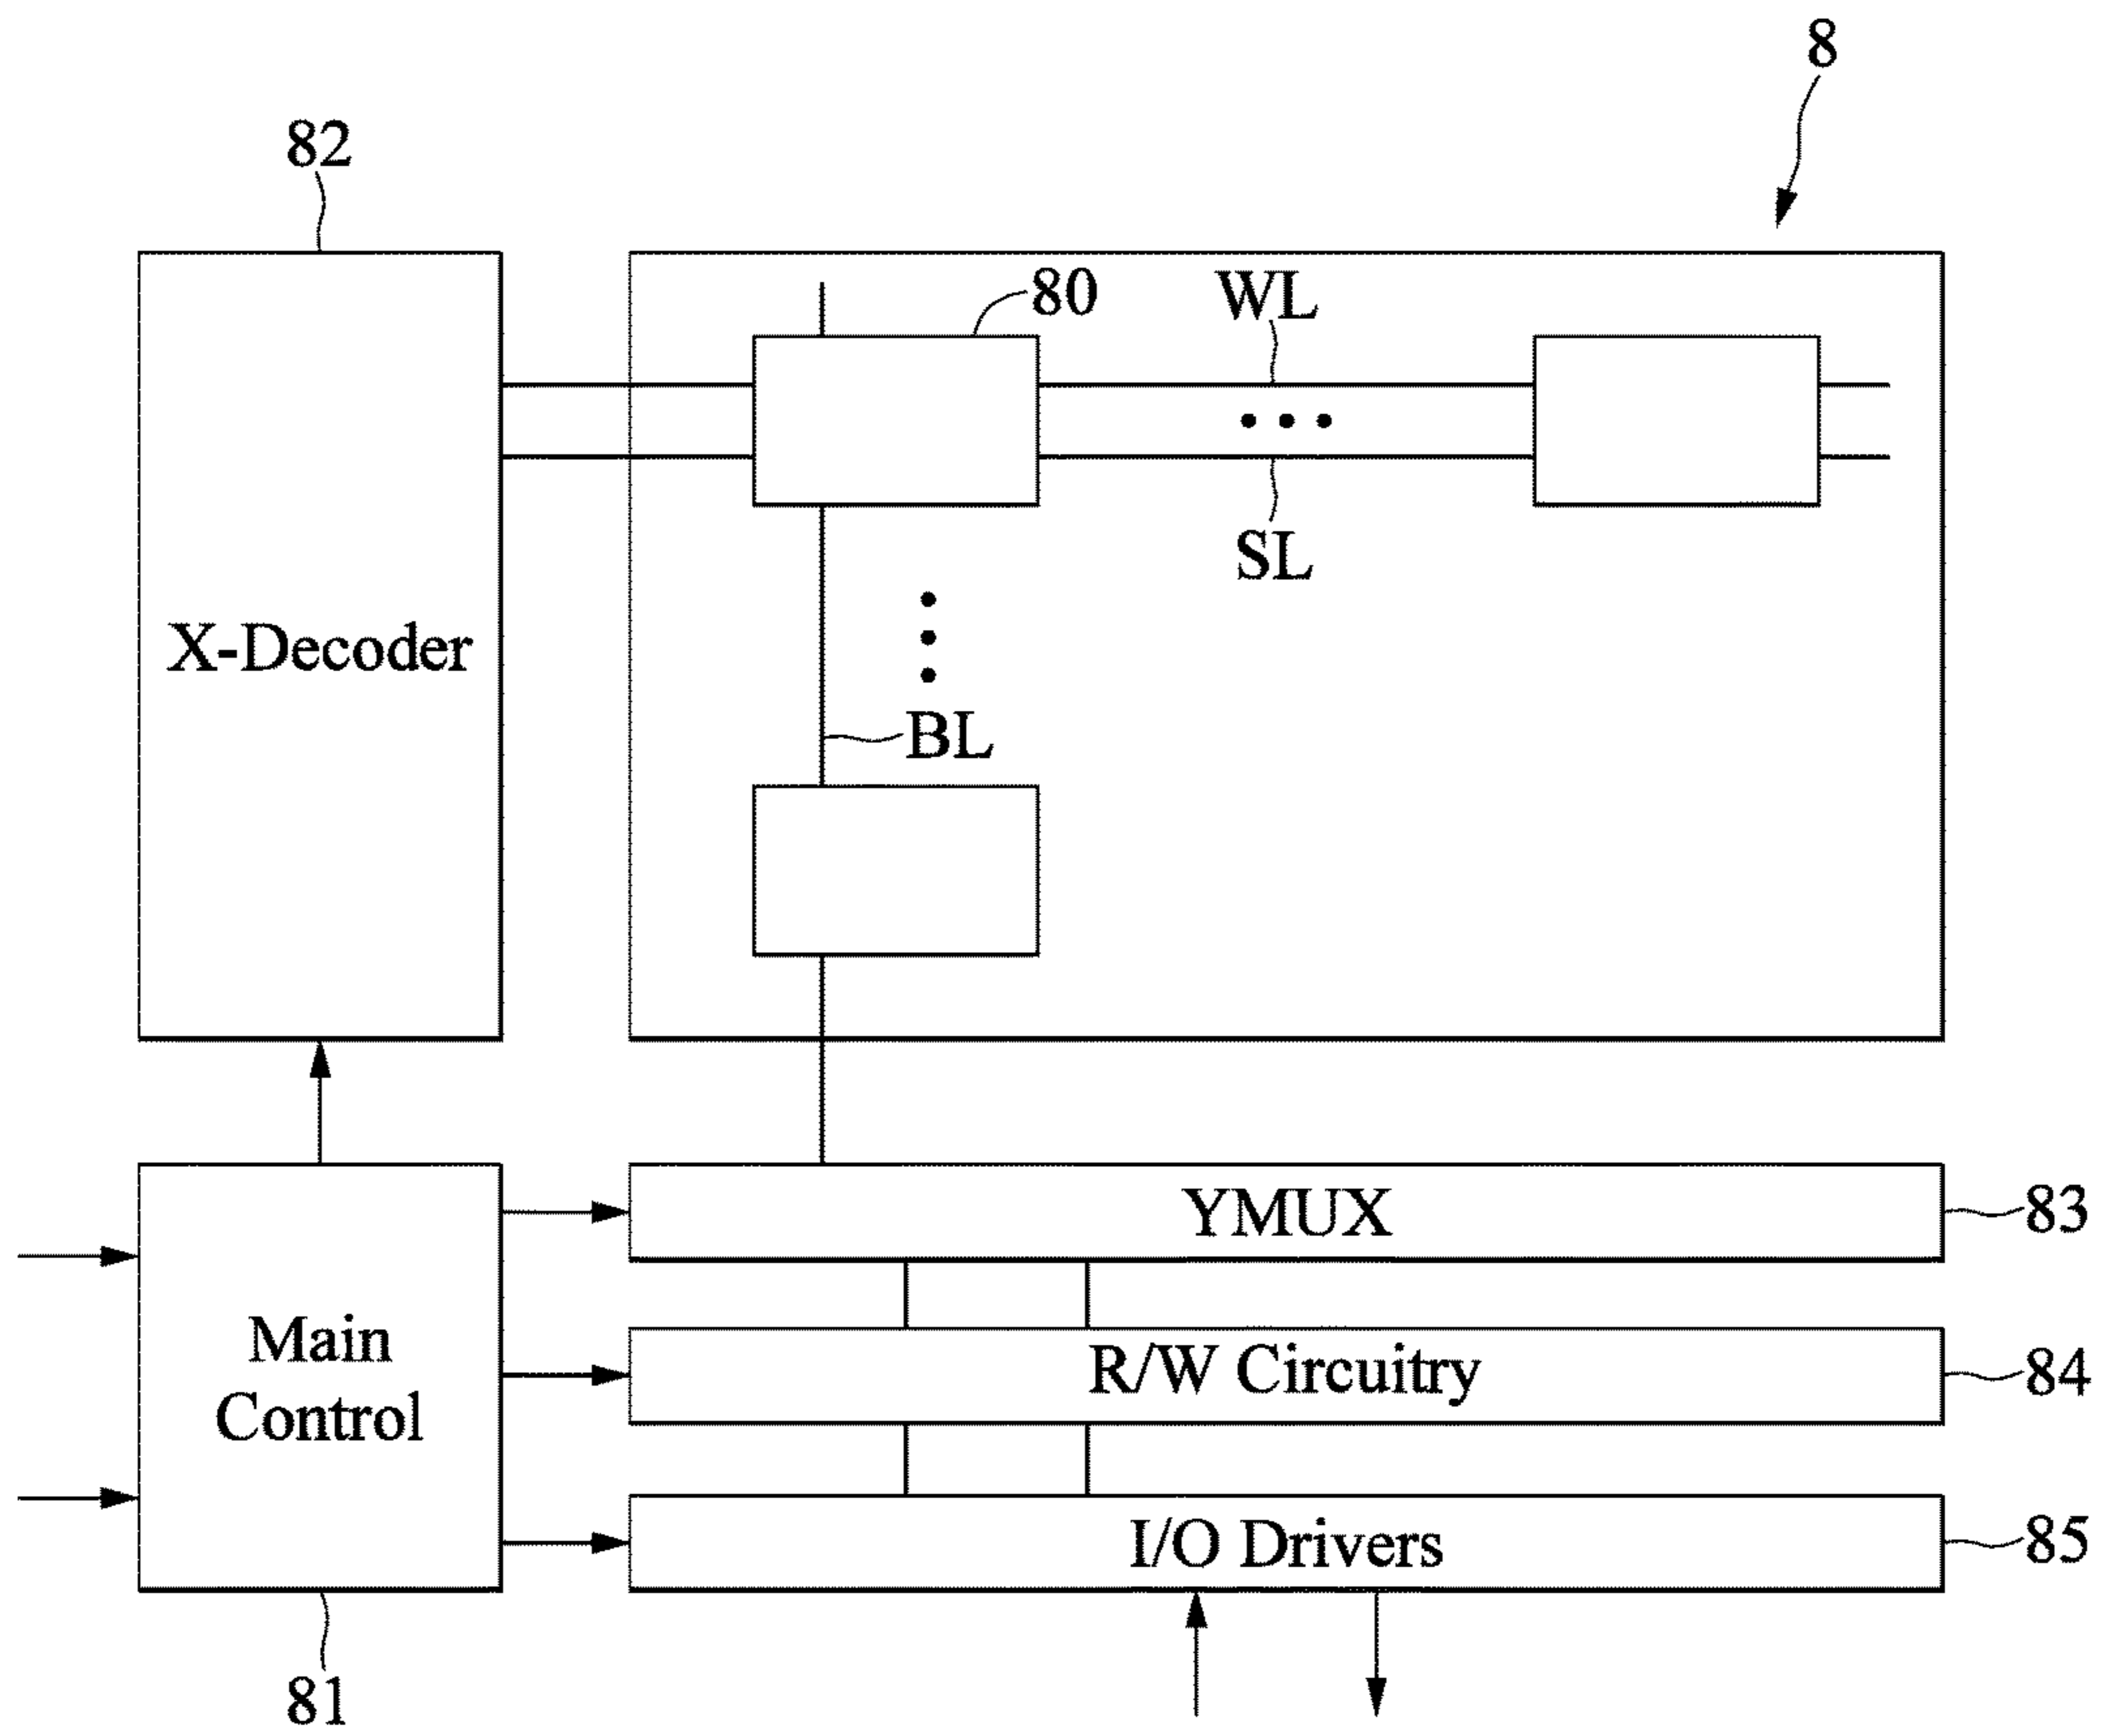 8
82
80
WL
SL
X-Decoder
BL
YMUX
83
Main
Control
R/W Circuitry
84
I/O Drivers
85
81